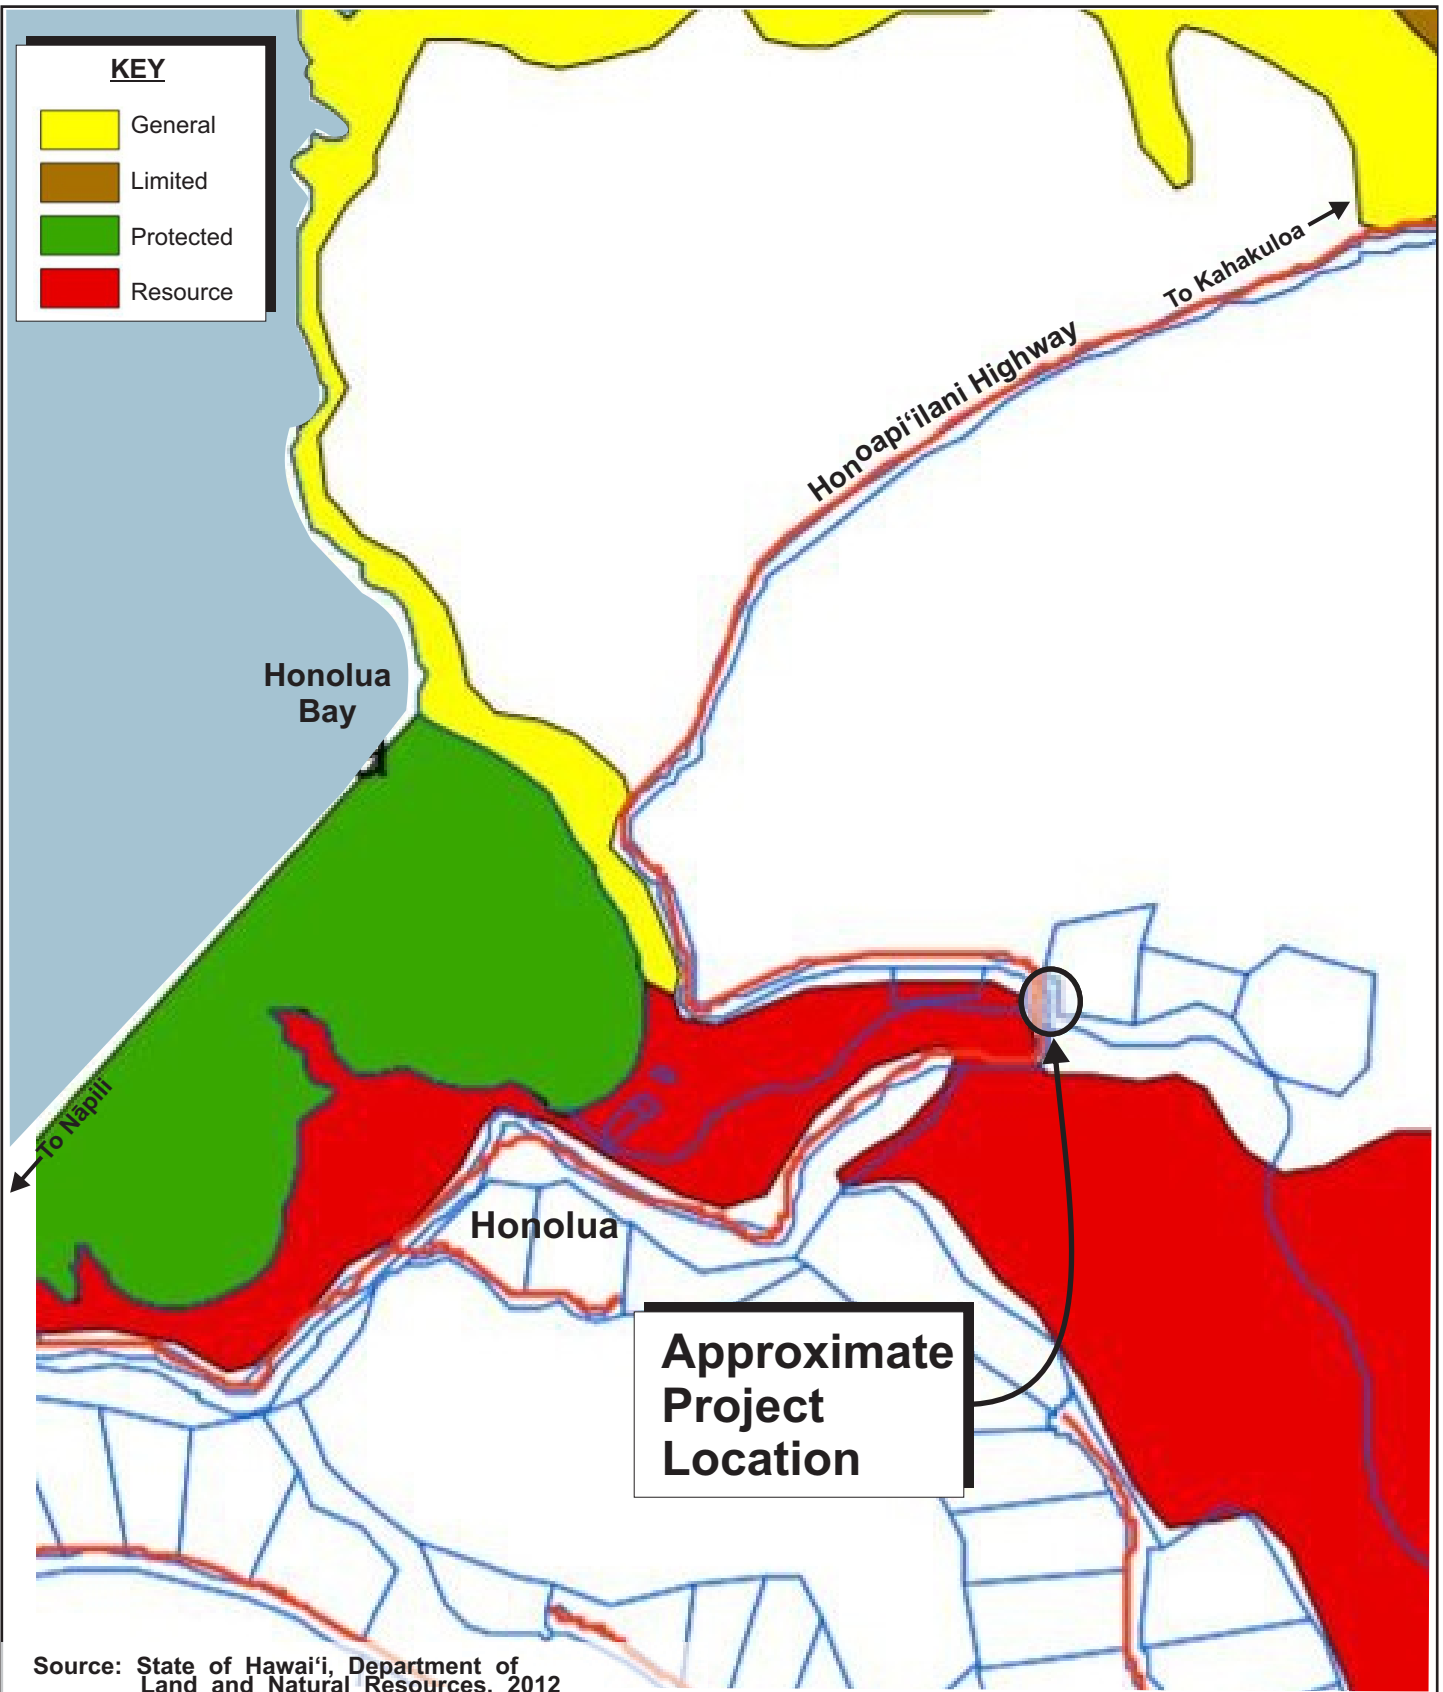 KEY
General
Limited
Protected
Resource
To Kahakuloa
Honoapi‘ilani Highway
Honolua
Bay
To Nāpili
Honolua
Approximate
Project
Location
Source: State of Hawai‘i, Department of
Land and Natural Resources, 2012